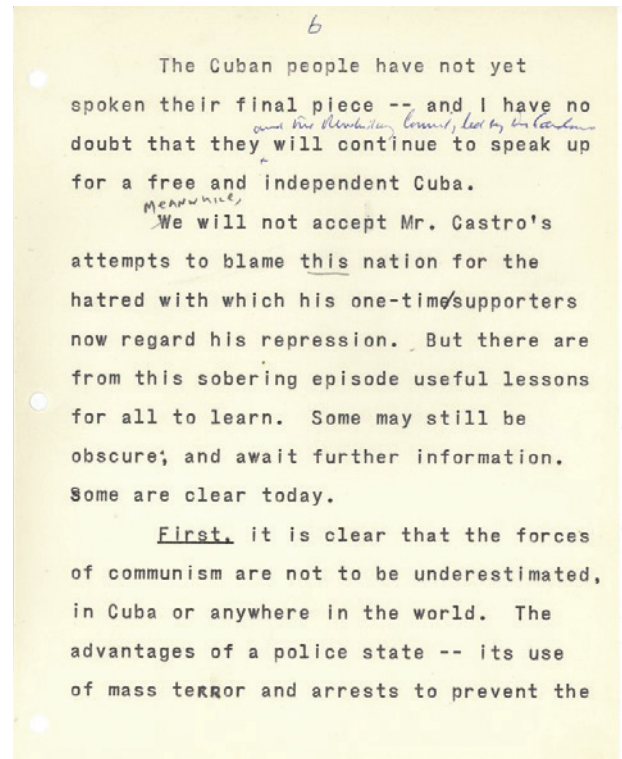 6
The Cuban people have not yet
spoken their final piece -- and I have no
and the Revolutionary Council, led by Dr Cardona
doubt that they will continue to speak up
for a free and independent Cuba.
MEANWHILE,
We will not accept Mr. Castro's
attempts to blame this nation for the
hatred with which his one-time/supporters
now regard his repression. But there are
from this sobering episode useful lessons
for all to learn. Some may still be
obscure, and await further information.
Some are clear today.
First, it is clear that the forces
of communism are not to be underestimated,
in Cuba or anywhere in the world. The
advantages of a police state -- its use
of mass teRRor and arrests to prevent the